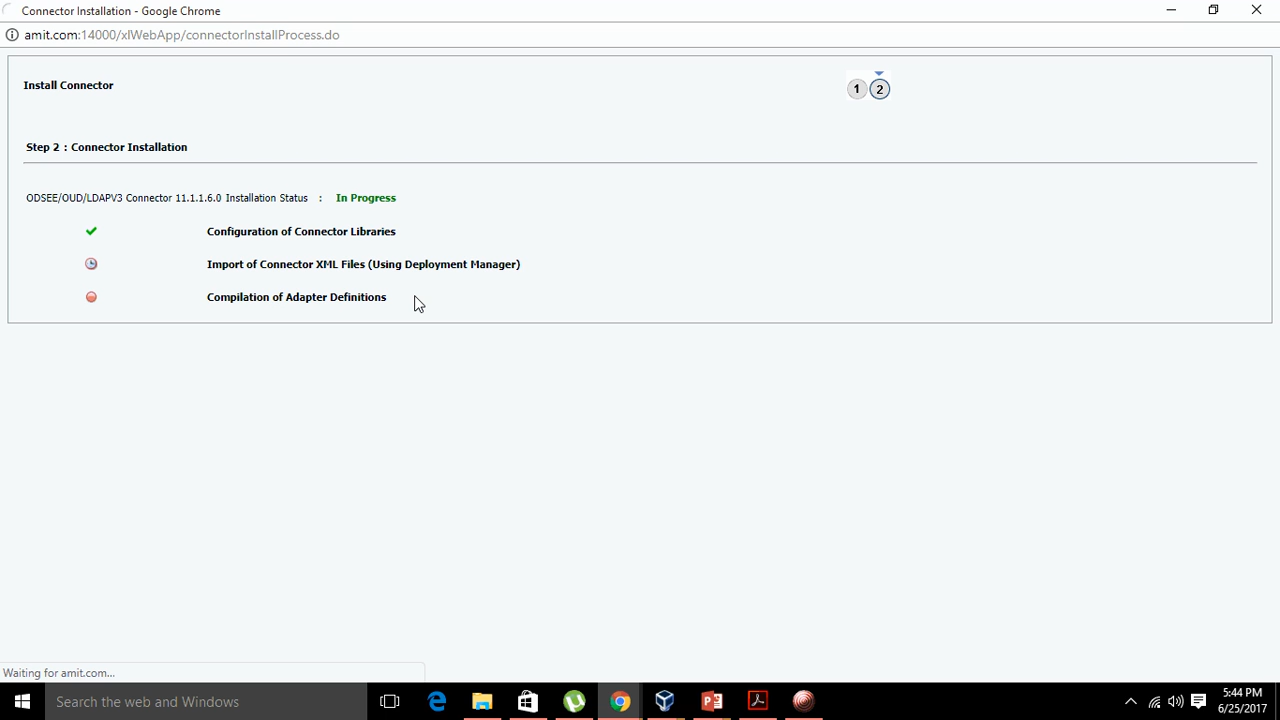 Connector Installation - Google Chrome
amit.com:14000/xlWebApp/connectorInstallProcess.do
Install Connector
1 2
Step 2 : Connector Installation
ODSEE/OUD/LDAPV3 Connector 11.1.1.6.0 Installation Status : In Progress
Configuration of Connector Libraries
Import of Connector XML Files (Using Deployment Manager)
Compilation of Adapter Definitions
Waiting for amit.com...
Search the web and Windows
5:44 PM
6/25/2017